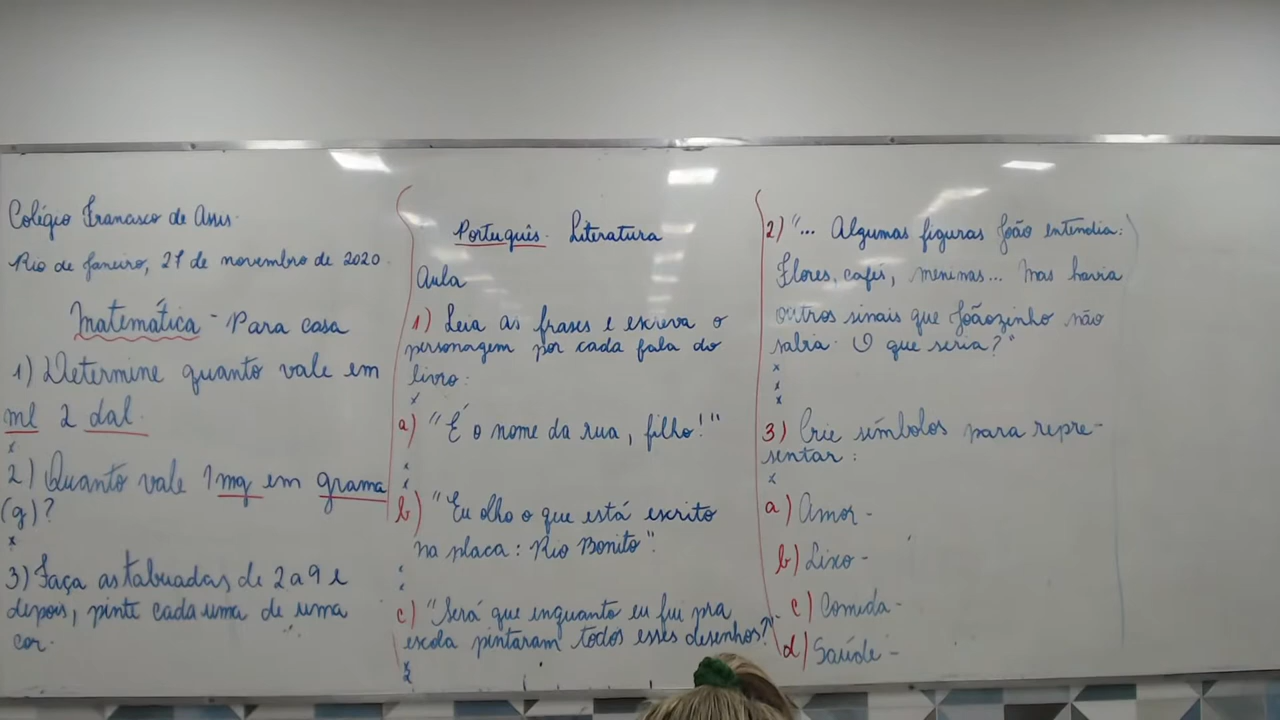 Colégio Francisco de Assis.
Rio de Janeiro, 27 de novembro de 2020.
Matemática - Para casa
1) Determine quanto vale em
ml 2 dal.
x
2) Quanto vale 1mg em grama
(g)?
x
3) Faça as tabuadas de 2 a 9 e
depois, pinte cada uma de uma
cor.
Português. Literatura
Aula
1) Leia as frases e escreva o
personagem por cada fala do
livro:
x
a) "É o nome da rua, filho!"
x
x
b) "Eu olho o que está escrito
na placa: Rio Bonito".
x
x
c) "Será que enquanto eu fui pra
escola pintaram todos esses desenhos?".
x
x
2) "... Algumas figuras João entendia:
Flores, cafés, meninas... Mas havia
outros sinais que Joãozinho não
sabia. O que seria?"
x
x
x
3) Crie símbolos para repre-
sentar:
x
a) Amor -
b) Lixo -
c) Comida -
d) Saúde -